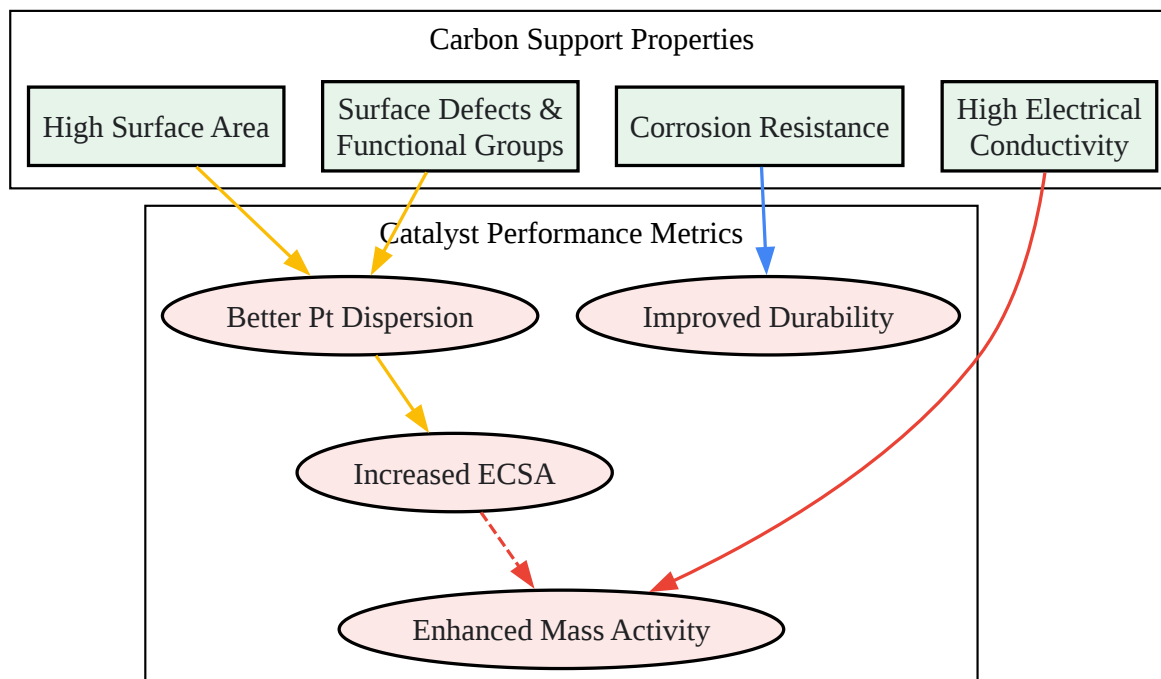 Carbon Support Properties
High Surface Area
Surface Defects &
Functional Groups
Corrosion Resistance
High Electrical
Conductivity
Catalyst Performance Metrics
Better Pt Dispersion
Improved Durability
Increased ECSA
Enhanced Mass Activity